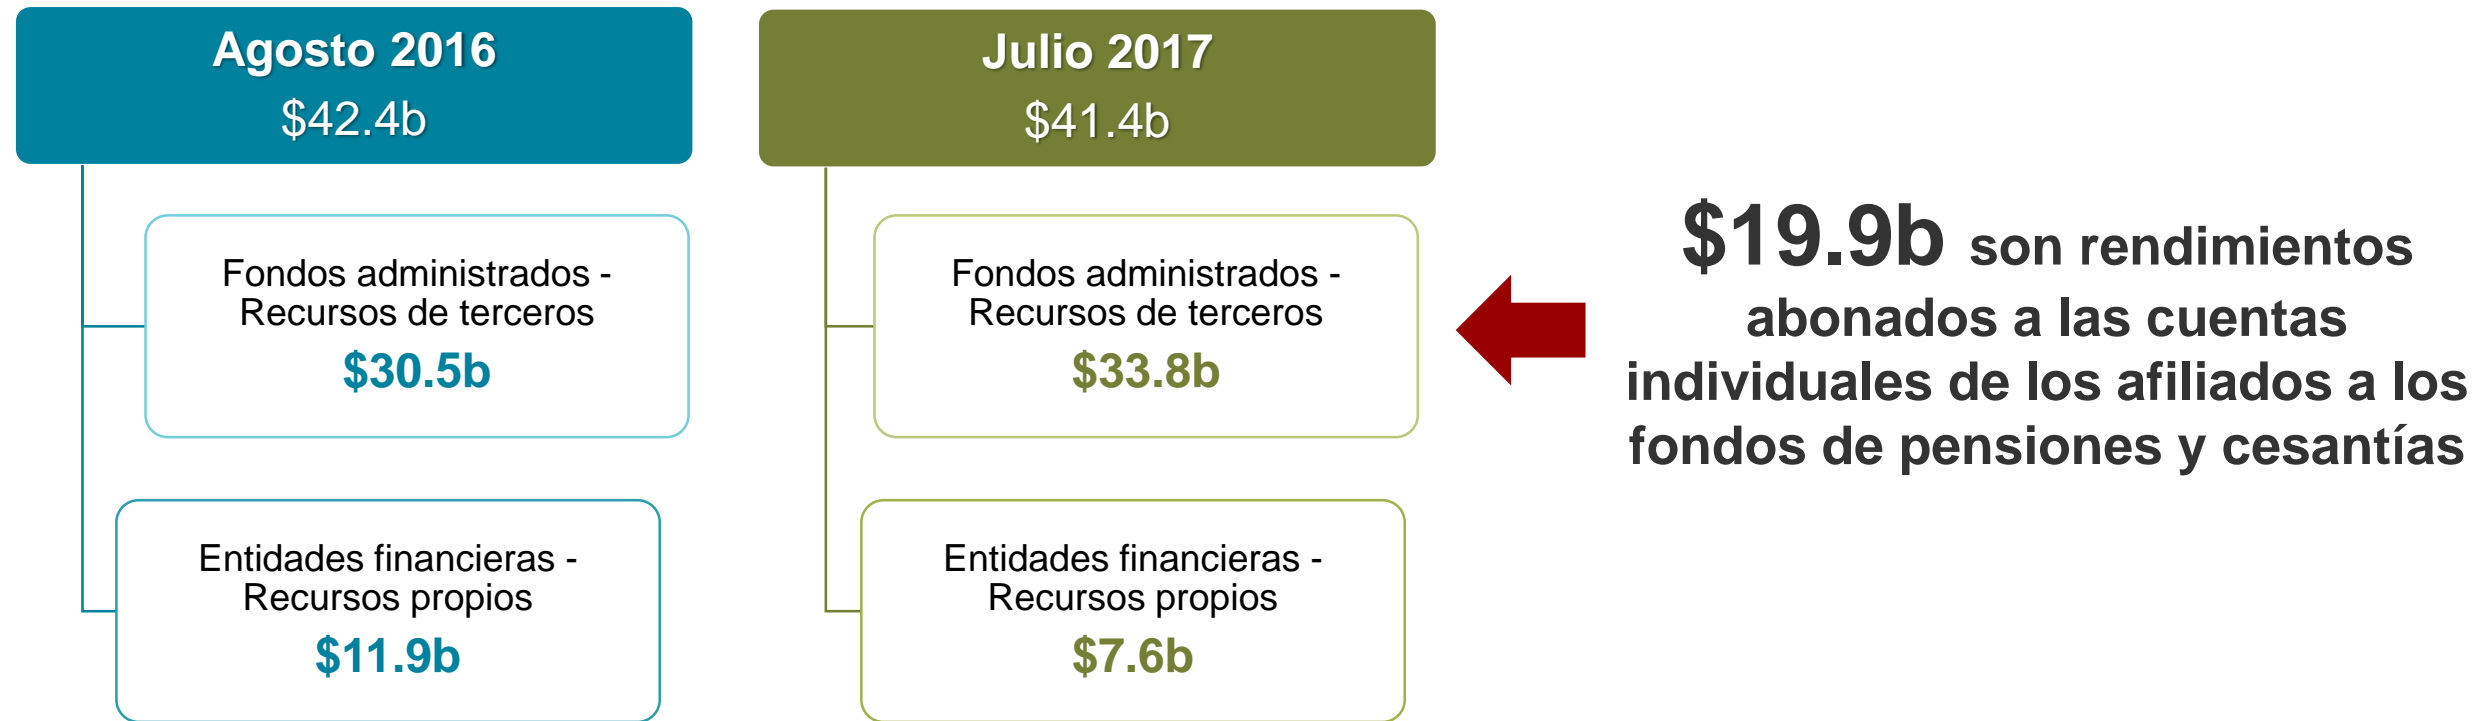 Agosto 2016
$42.4b
Fondos administrados -
Recursos de terceros
$30.5b
Entidades financieras -
Recursos propios
$11.9b
Julio 2017
$41.4b
Fondos administrados -
Recursos de terceros
$33.8b
Entidades financieras -
Recursos propios
$7.6b
$19.9b son rendimientos
abonados a las cuentas
individuales de los afiliados a los
fondos de pensiones y cesantías